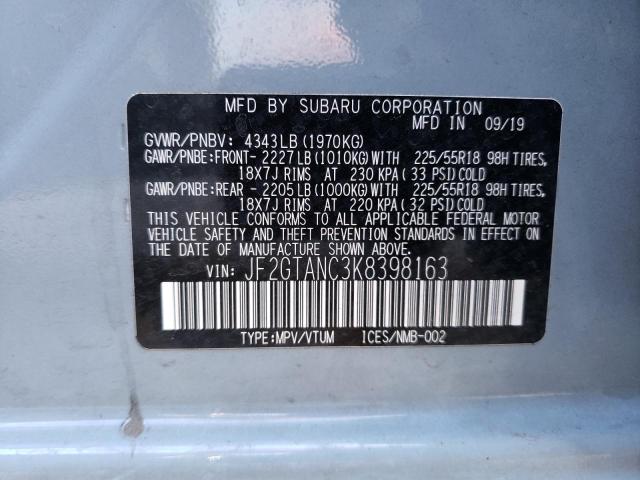 MFD BY SUBARU CORPORATION
MFD IN 09/19
GVWR/PNBV: 4343LB (1970KG)
GAWR/PNBE:FRONT- 2227LB(1010KG)WITH 225/55R18 98H TIRES,
18X7J RIMS AT 230 KPA( 33 PSI)COLD
GAWR/PNBE:REAR - 2205LB(1000KG)WITH 225/55R18 98H TIRES,
18X7J RIMS AT 220 KPA( 32 PSI)COLD
THIS VEHICLE CONFORMS TO ALL APPLICABLE FEDERAL MOTOR
VEHICLE SAFETY AND THEFT PREVENTION STANDARDS IN EFFECT ON
THE DATE OF MANUFACTURE SHOWN ABOVE.
VIN: JF2GTANC3K8398163
TYPE:MPV/VTUM ICES/NMB-002